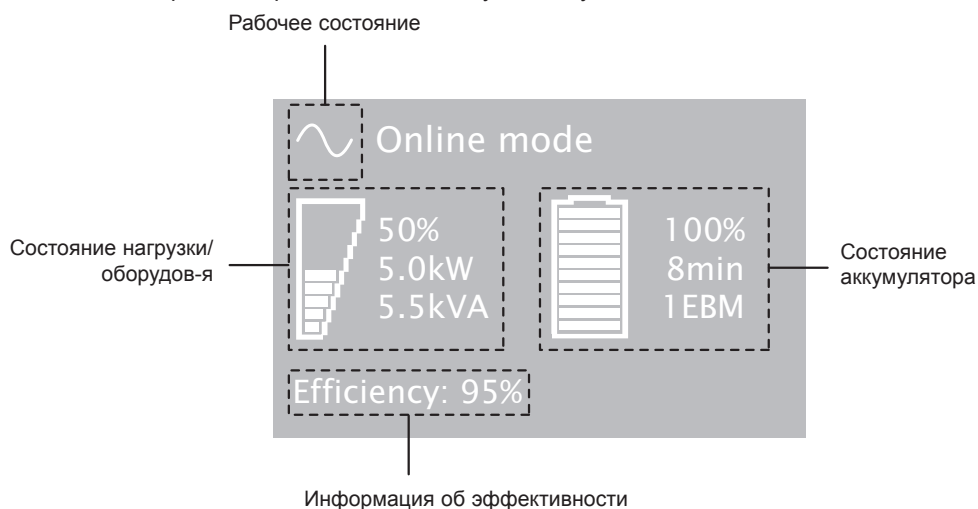 Рабочее состояние
Online mode
Состояние нагрузки/
оборудов-я
50%
5.0kW
5.5kVA
100%
8min
1EBM
Состояние
аккумулятора
Efficiency: 95%
Информация об эффективности